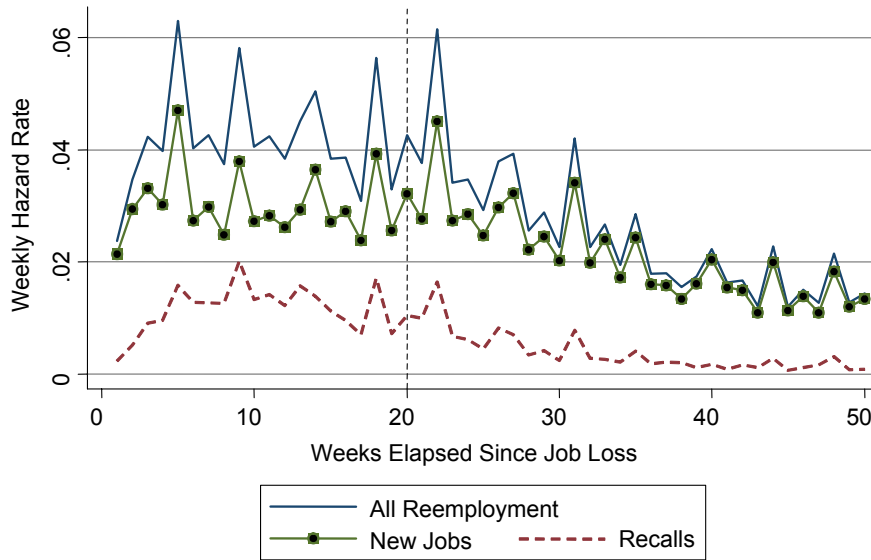 .06
.04
.02
0
Weekly Hazard Rate
0 10 20 30 40 50
Weeks Elapsed Since Job Loss
All Reemployment
New Jobs Recalls